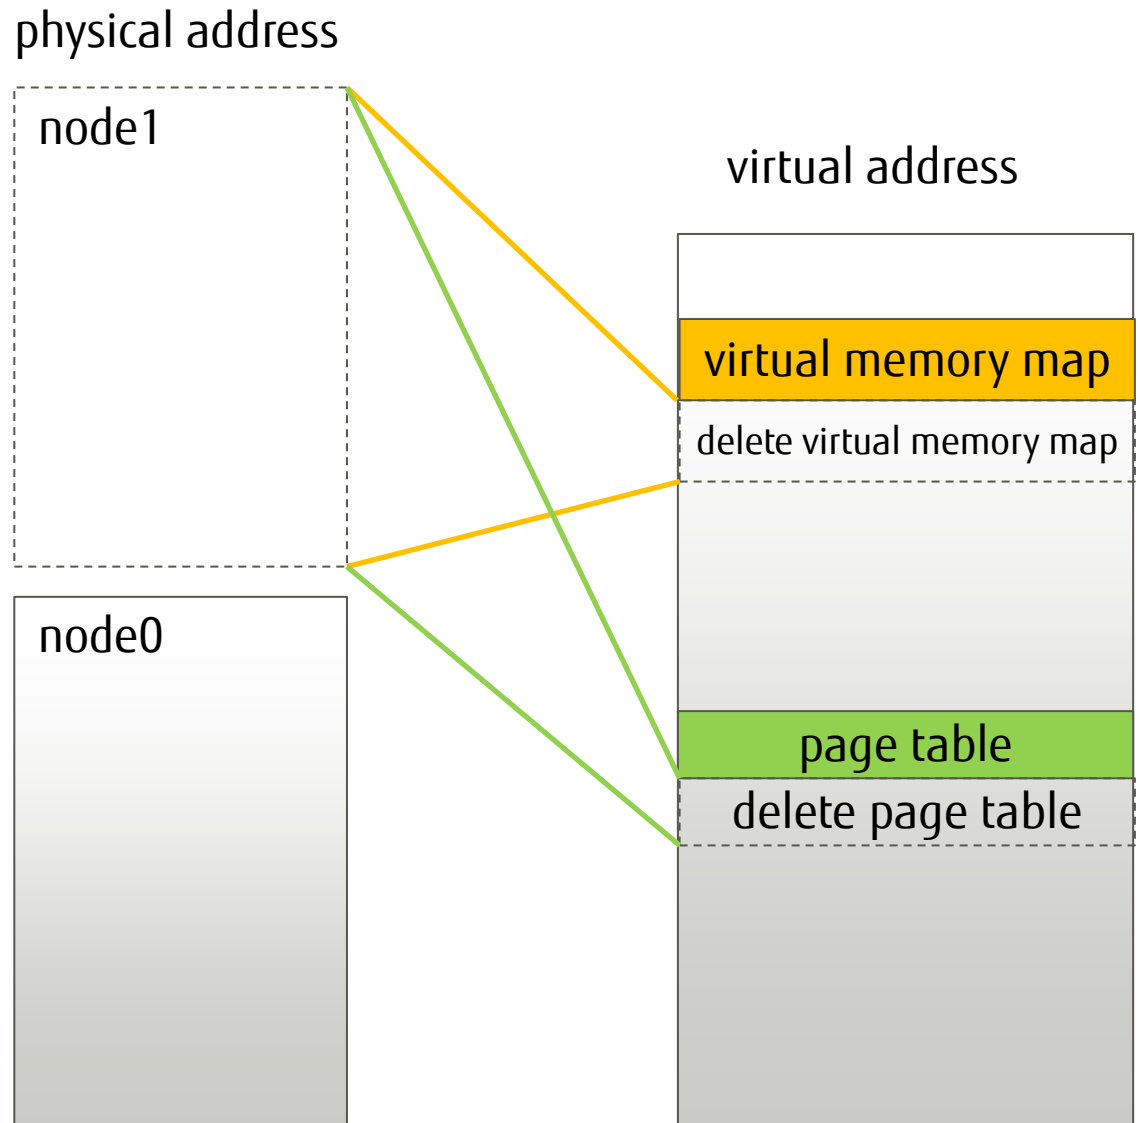 physical address
node1
virtual address
virtual memory map
delete virtual memory map
node0
page table
delete page table